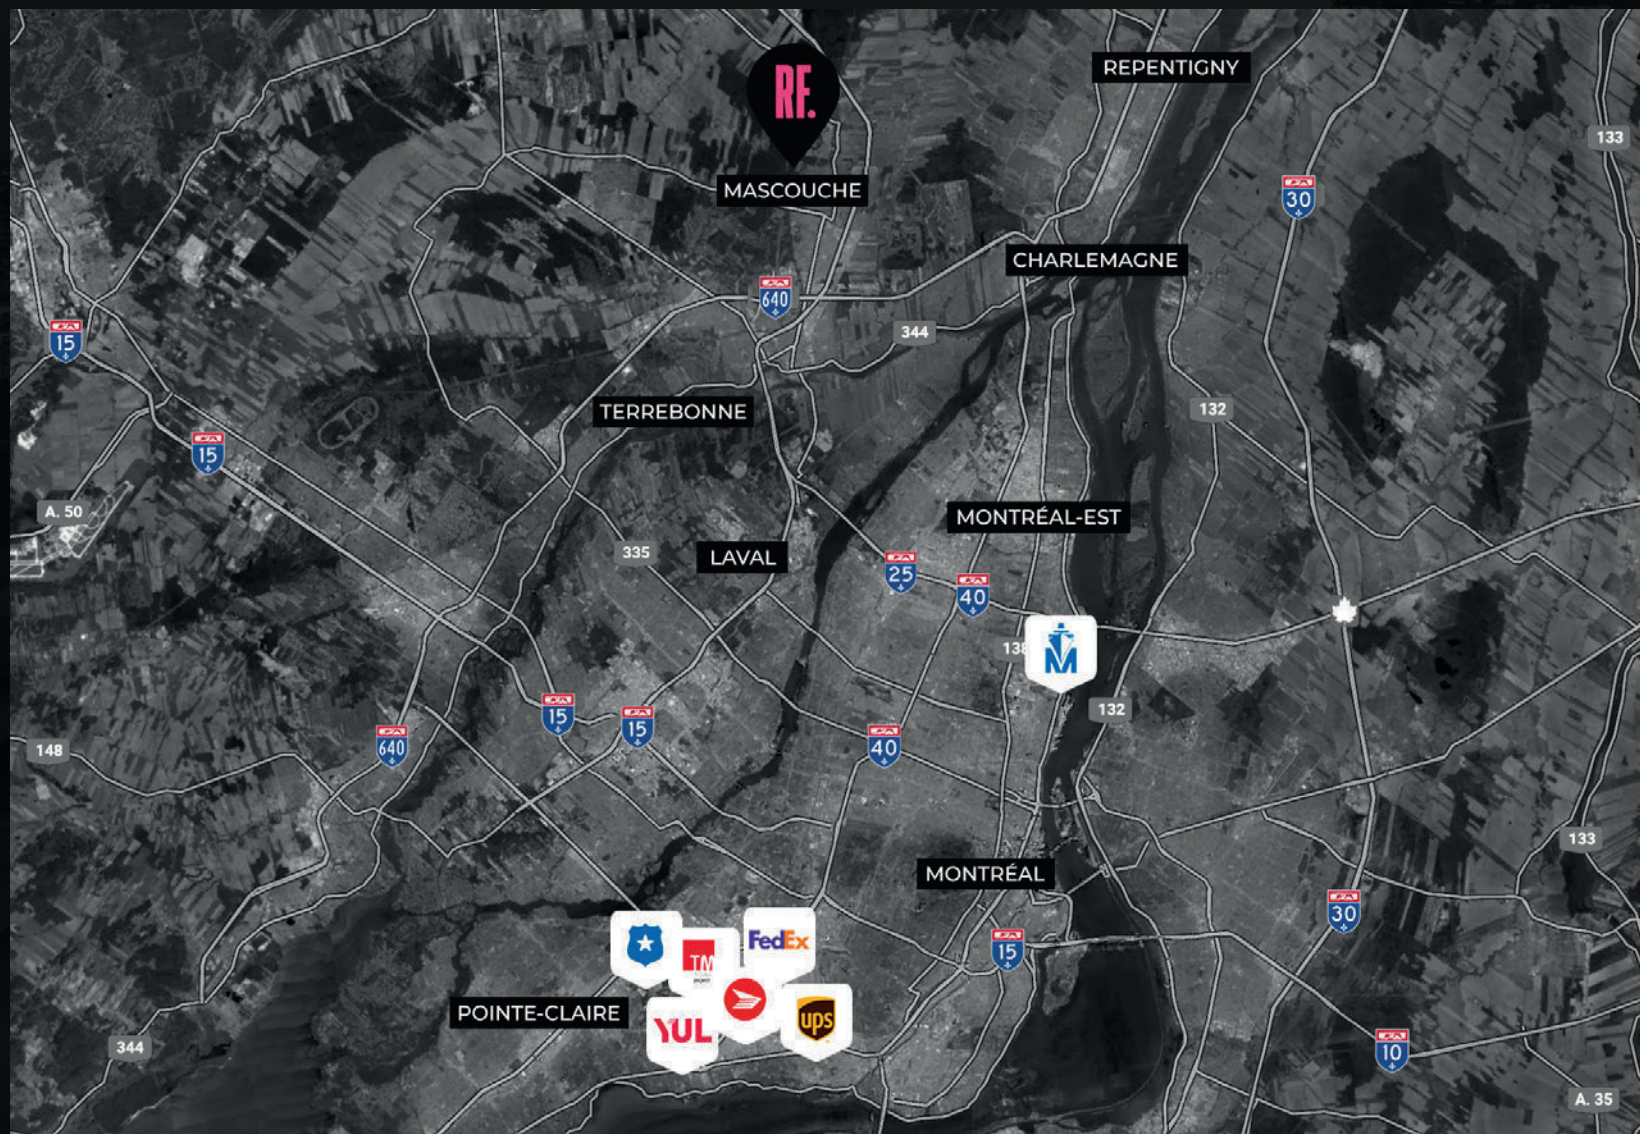 REPENTIGNY
RF.
133
MASCOUCHE
30
CHARLEMAGNE
640
344
15
TERREBONNE
132
15
A. 50
MONTRÉAL-EST
335
LAVAL
25
40
138
M
132
15
15
640
40
148
133
MONTRÉAL
30
FedEx
15
TM
POINTE-CLAIRE
YUL
ups
344
10
A. 35